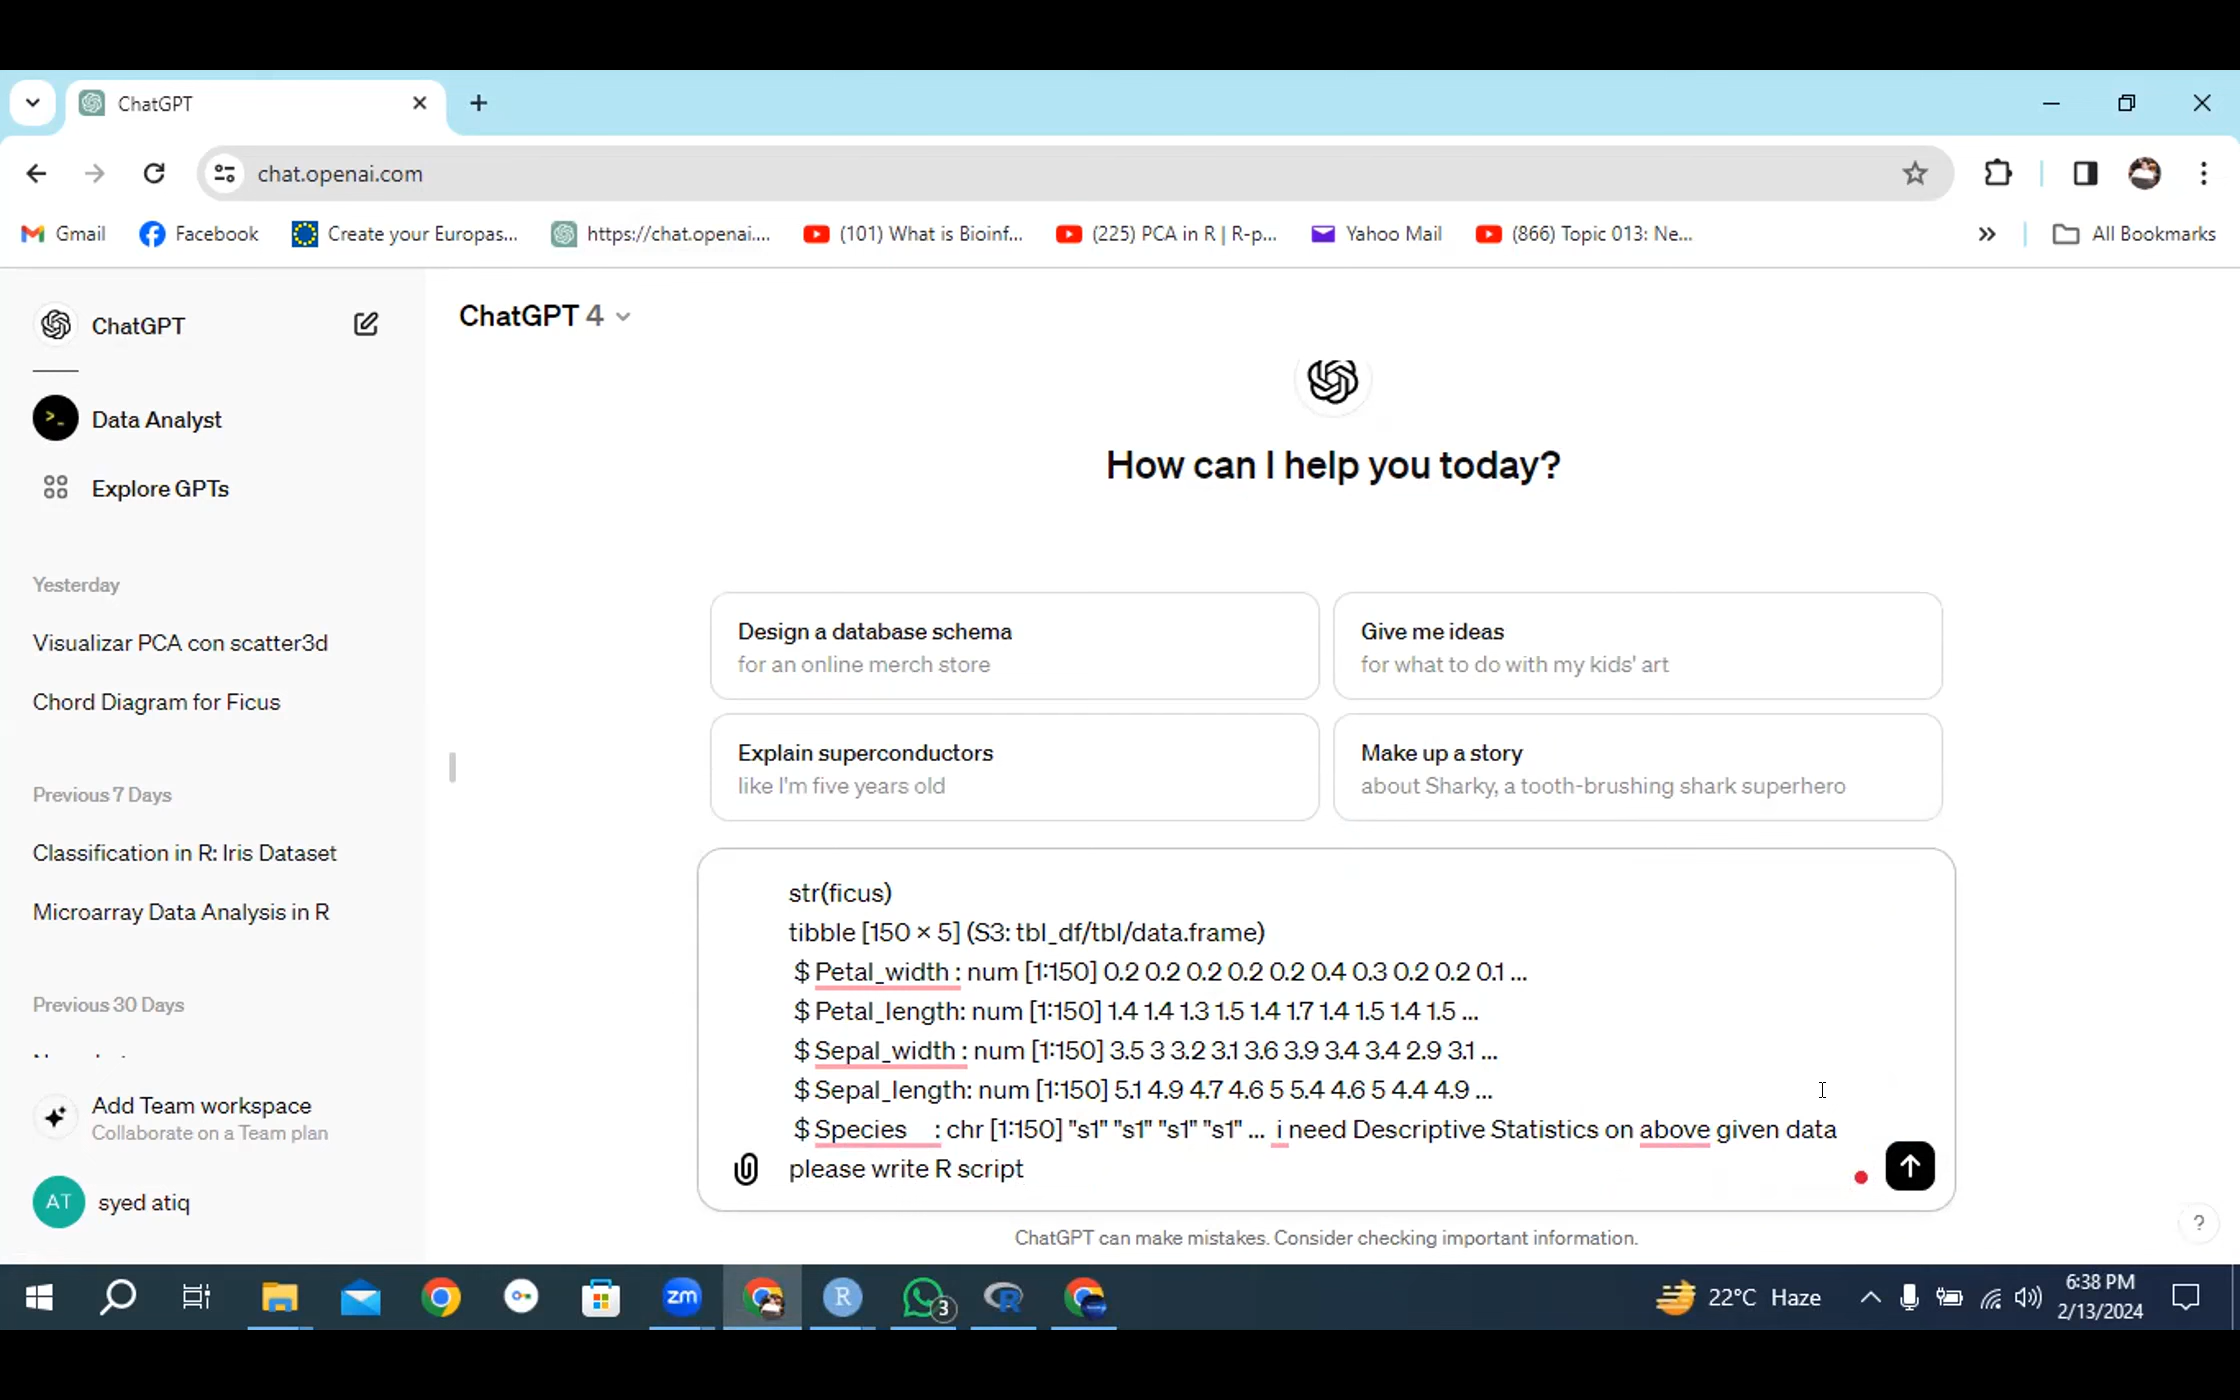 ChatGPT
chat.openai.com
Gmail
Facebook
Create your Europas...
https://chat.openai....
(101) What is Bioinf...
(225) PCA in R | R-p...
Yahoo Mail
(866) Topic 013: Ne...
All Bookmarks
ChatGPT
Data Analyst
Explore GPTs
Yesterday
Visualizar PCA con scatter3d
Chord Diagram for Ficus
Previous 7 Days
Classification in R: Iris Dataset
Microarray Data Analysis in R
Previous 30 Days
Add Team workspace
Collaborate on a Team plan
AT
syed atiq
ChatGPT 4
How can I help you today?
Design a database schema
for an online merch store
Give me ideas
for what to do with my kids' art
Explain superconductors
like I'm five years old
Make up a story
about Sharky, a tooth-brushing shark superhero
str(ficus)
tibble [150 × 5] (S3: tbl_df/tbl/data.frame)
$ Petal_width : num [1:150] 0.2 0.2 0.2 0.2 0.2 0.4 0.3 0.2 0.2 0.1 ...
$ Petal_length: num [1:150] 1.4 1.4 1.3 1.5 1.4 1.7 1.4 1.5 1.4 1.5 ...
$ Sepal_width : num [1:150] 3.5 3 3.2 3.1 3.6 3.9 3.4 3.4 2.9 3.1 ...
$ Sepal_length: num [1:150] 5.1 4.9 4.7 4.6 5 5.4 4.6 5 4.4 4.9 ...
$ Species : chr [1:150] "s1" "s1" "s1" "s1" ... i need Descriptive Statistics on above given data
please write R script
ChatGPT can make mistakes. Consider checking important information.
?
zm
R
3
R
22°C Haze
6:38 PM
2/13/2024